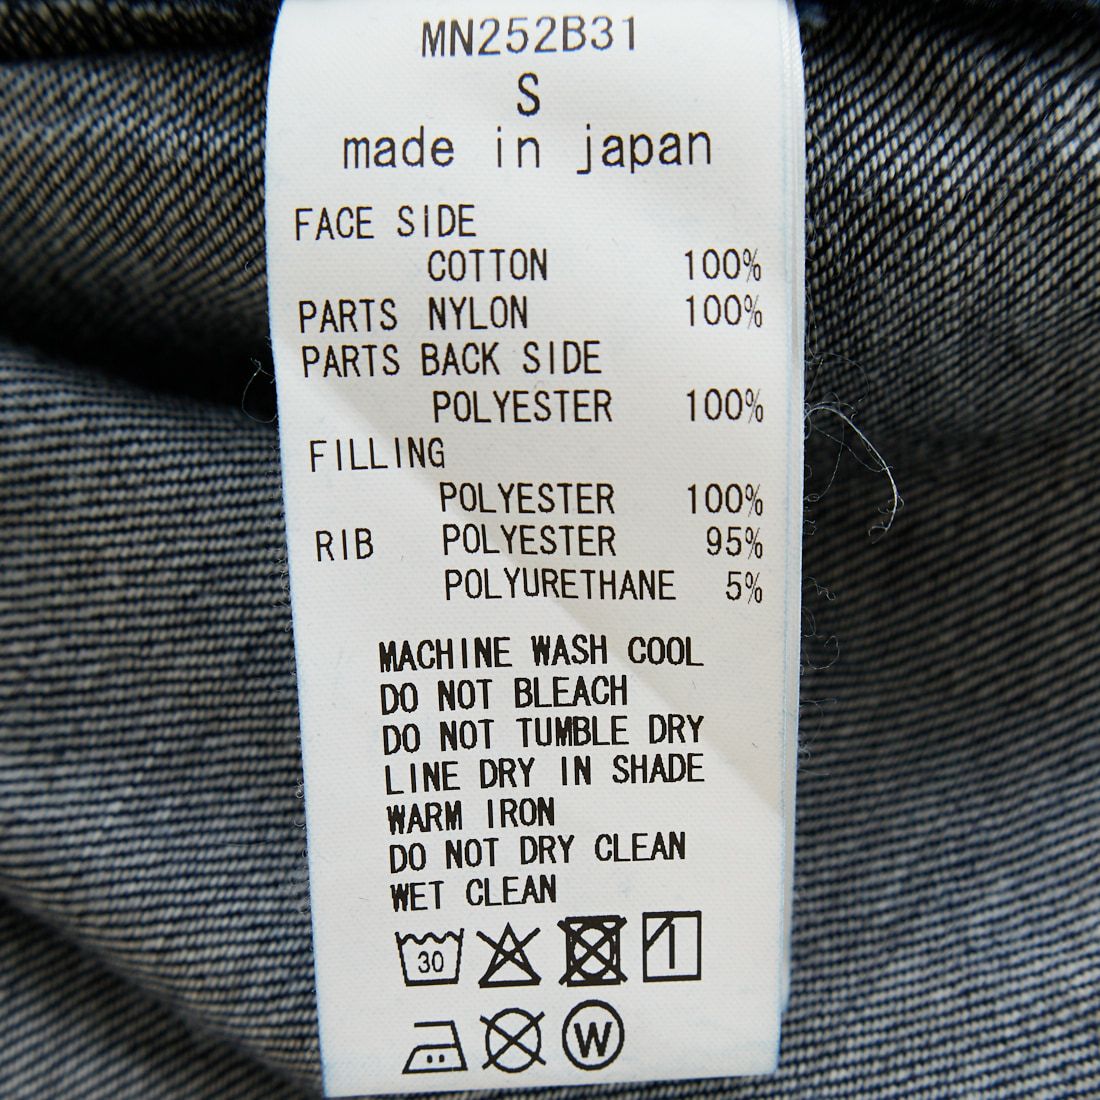 MN252B31
S
made in japan
FACE SIDE
COTTON 100%
PARTS NYLON 100%
PARTS BACK SIDE
POLYESTER 100%
FILLING
POLYESTER 100%
RIB POLYESTER 95%
POLYURETHANE 5%
MACHINE WASH COOL
DO NOT BLEACH
DO NOT TUMBLE DRY
LINE DRY IN SHADE
WARM IRON
DO NOT DRY CLEAN
WET CLEAN
30
W